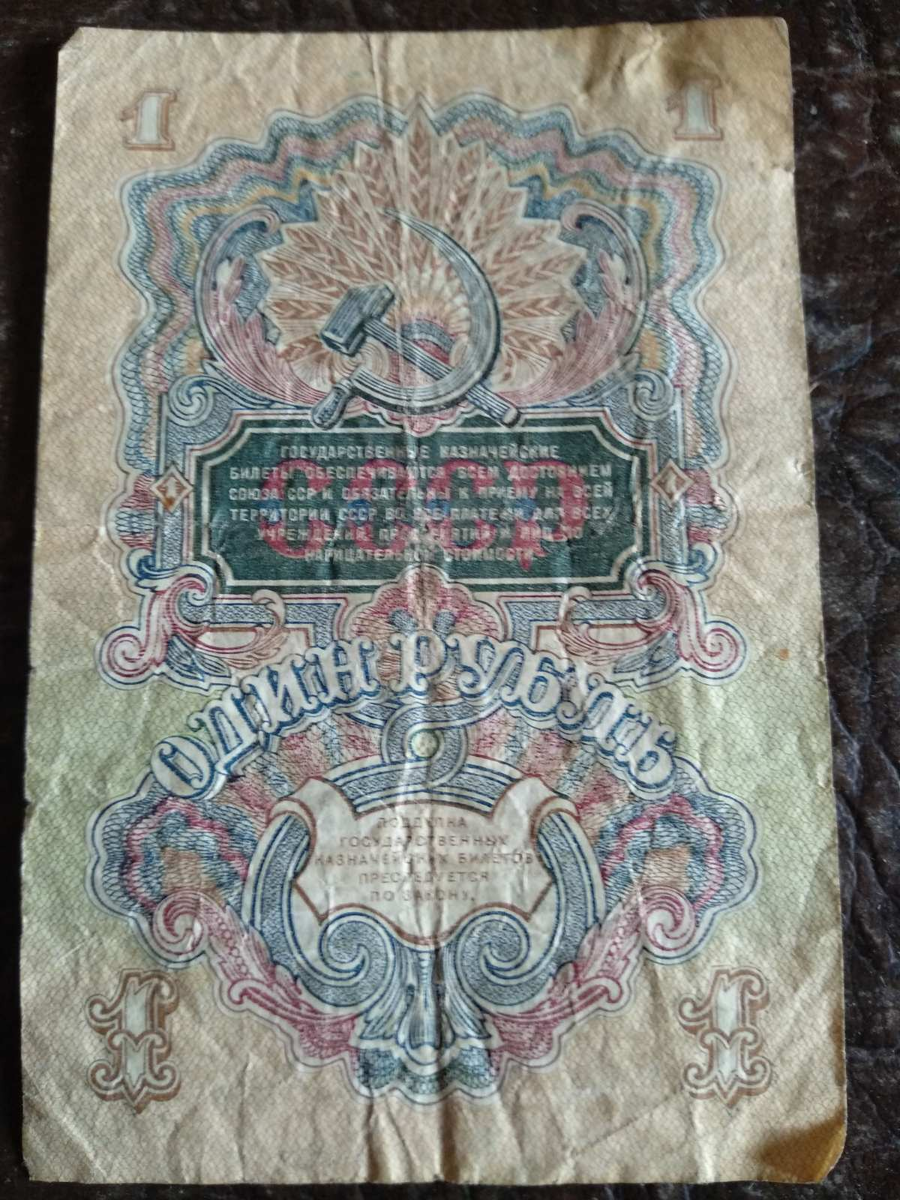 1 1
ГОСУДАРСТВЕННЫЕ КАЗНАЧЕЙСКИЕ
БИЛЕТЫ ОБЕСПЕЧИВАЮТСЯ ВСЕМ ДОСТОЯНИЕМ
СОЮЗА ССР И ОБЯЗАТЕЛЬНЫ К ПРИЕМУ НА ВСЕЙ
ТЕРРИТОРИИ СССР ВО ВСЕ ПЛАТЕЖИ ДЛЯ ВСЕХ
УЧРЕЖДЕНИЙ, ПРЕДПРИЯТИЙ И ЛИЦ ПО
НАРИЦАТЕЛЬНОЙ СТОИМОСТИ
СССР
ОДИН РУБЛЬ
ПОДДЕЛКА
ГОСУДАРСТВЕННЫХ
КАЗНАЧЕЙСКИХ БИЛЕТОВ
ПРЕСЛЕДУЕТСЯ
ПО ЗАКОНУ.
1 1